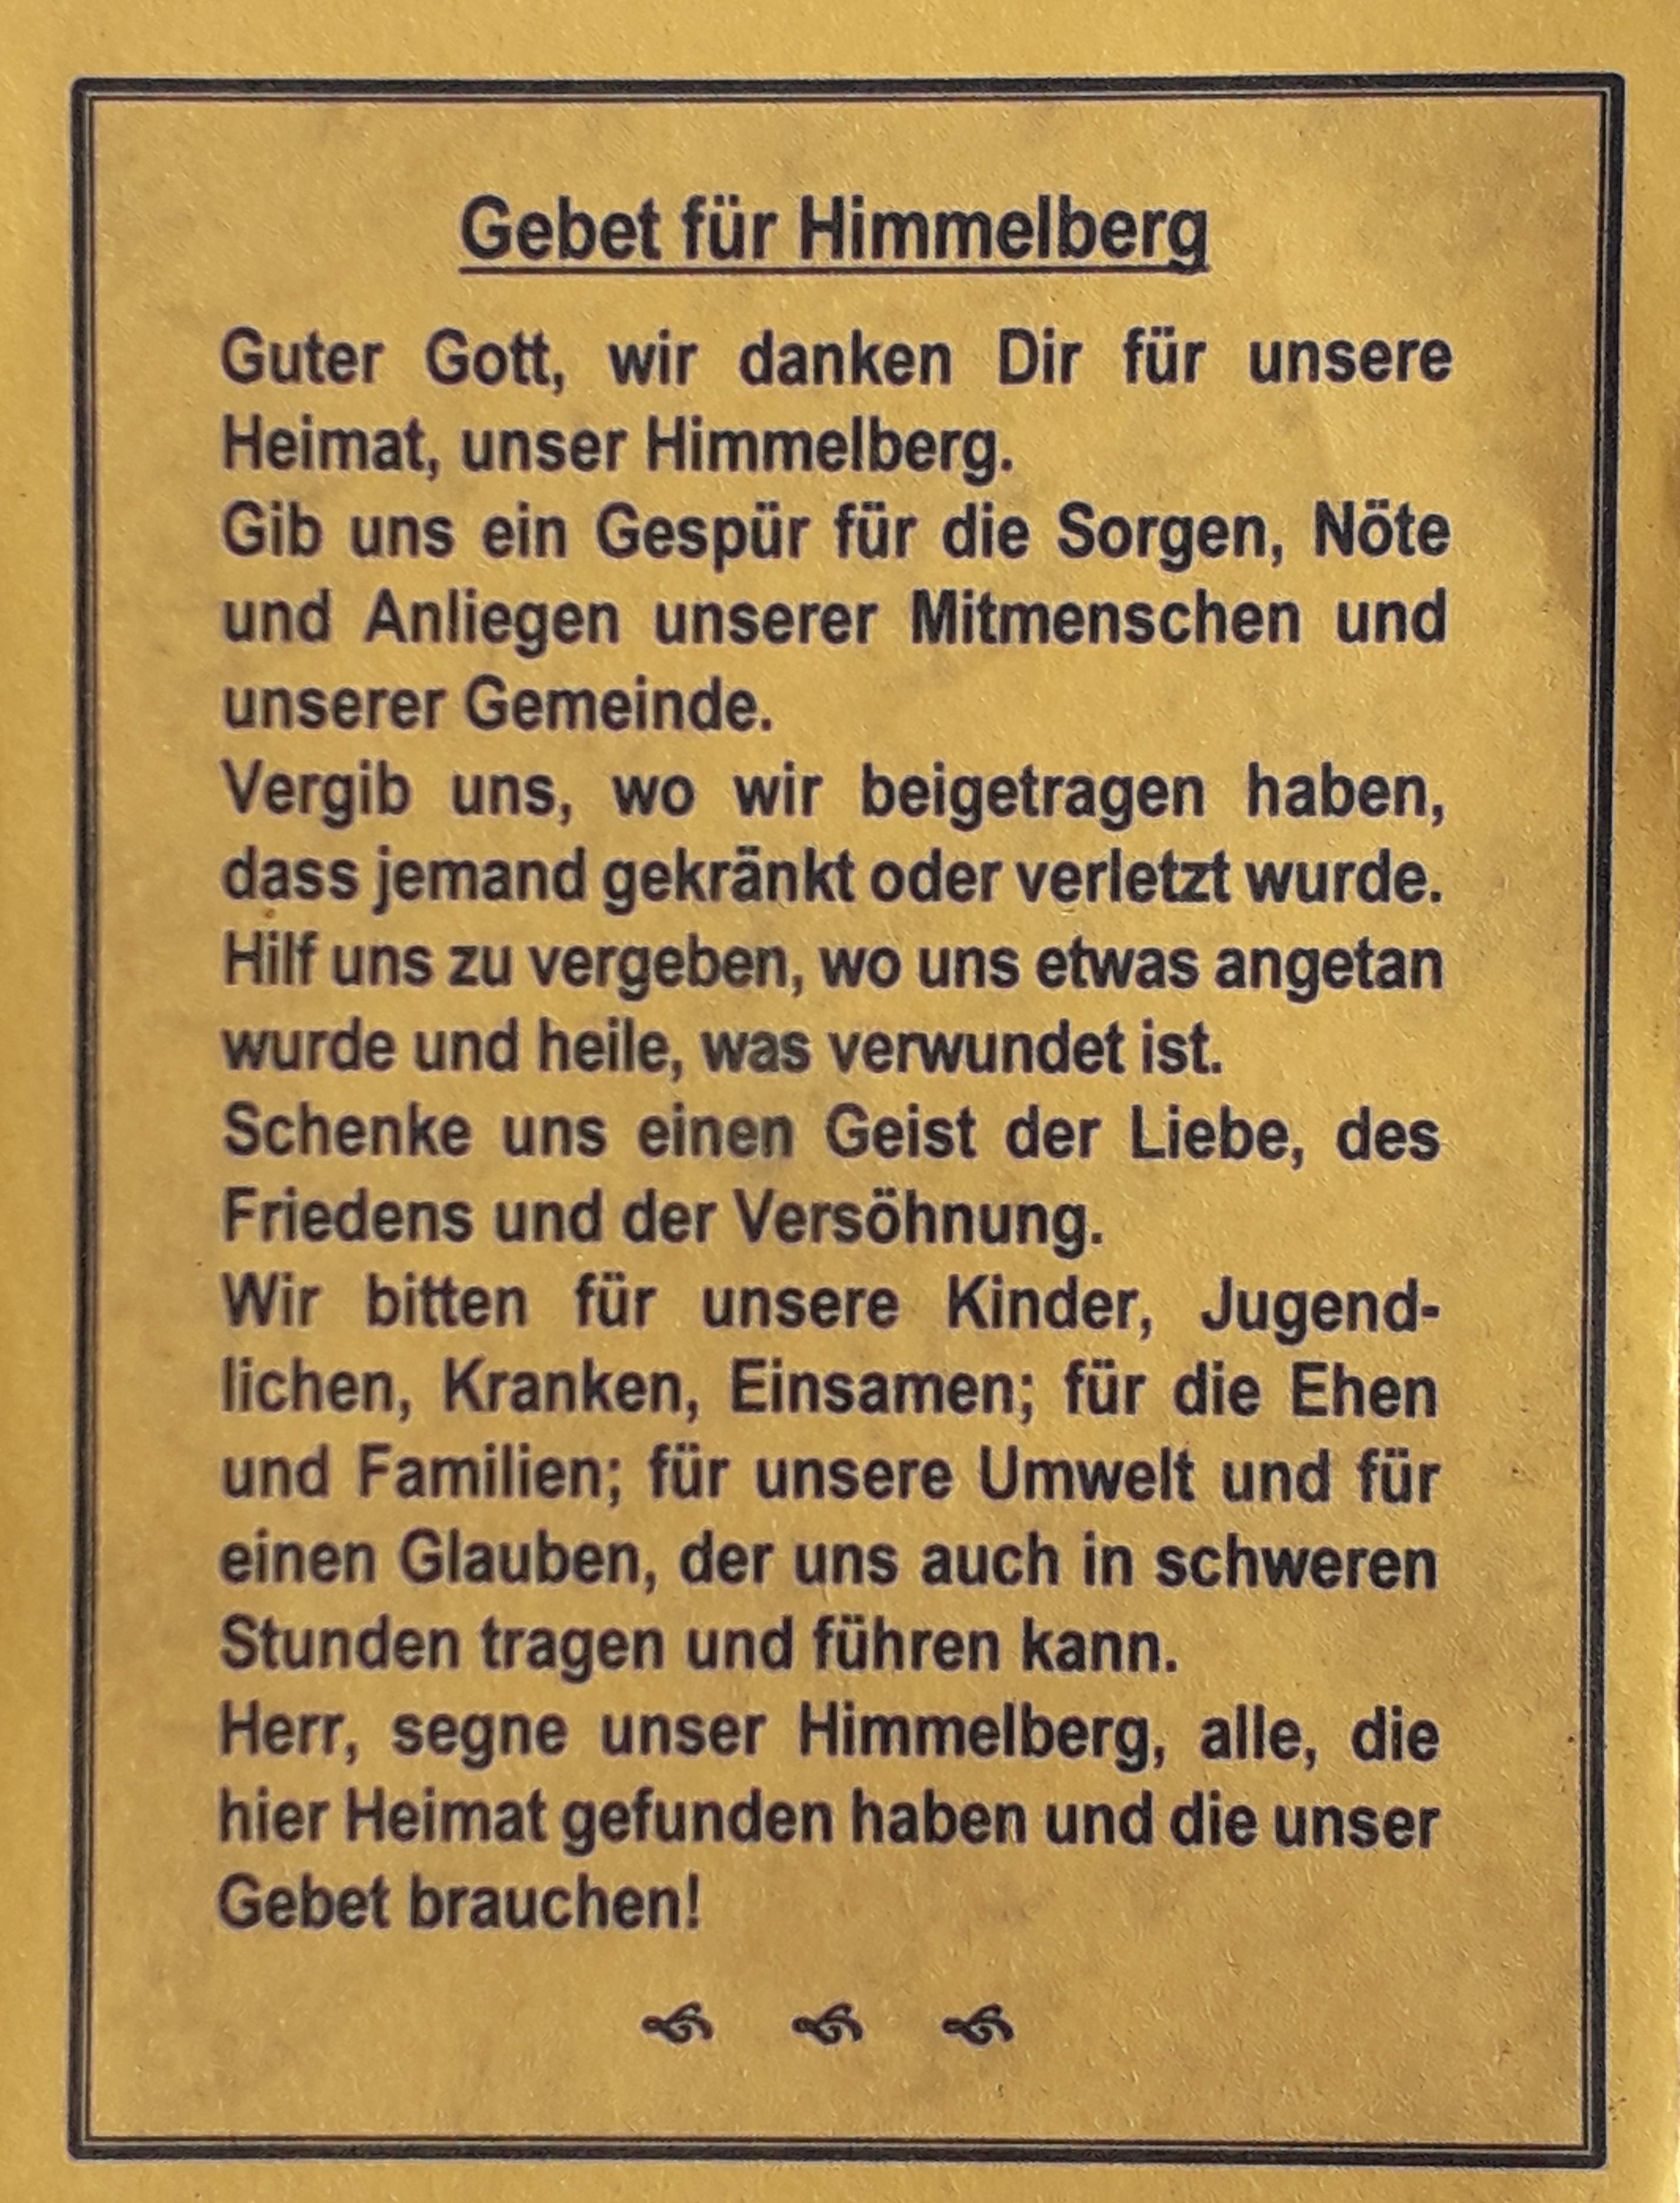 Gebet für Himmelberg
Guter Gott, wir danken Dir für unsere
Heimat, unser Himmelberg.
Gib uns ein Gespür für die Sorgen, Nöte
und Anliegen unserer Mitmenschen und
unserer Gemeinde.
Vergib uns, wo wir beigetragen haben,
dass jemand gekränkt oder verletzt wurde.
Hilf uns zu vergeben, wo uns etwas angetan
wurde und heile, was verwundet ist.
Schenke uns einen Geist der Liebe, des
Friedens und der Versöhnung.
Wir bitten für unsere Kinder, Jugend-
lichen, Kranken, Einsamen; für die Ehen
und Familien; für unsere Umwelt und für
einen Glauben, der uns auch in schweren
Stunden tragen und führen kann.
Herr, segne unser Himmelberg, alle, die
hier Heimat gefunden haben und die unser
Gebet brauchen!